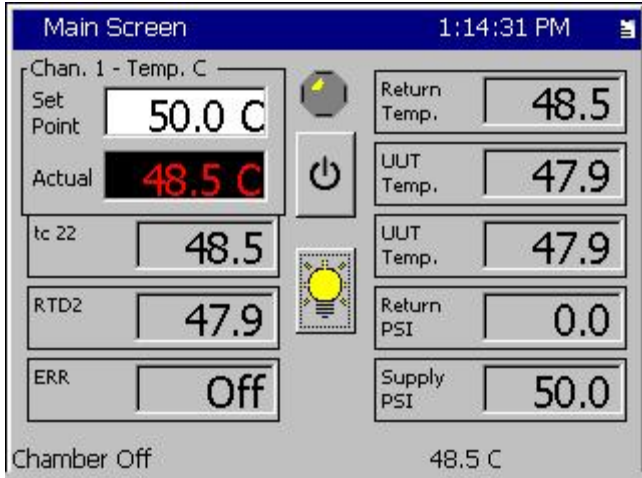 Main Screen 1:14:31 PM
Chan. 1 - Temp. C
Set Point 50.0 C
Actual 48.5 C
tc 22 48.5
RTD2 47.9
ERR Off
Return Temp. 48.5
UUT Temp. 47.9
UUT Temp. 47.9
Return PSI 0.0
Supply PSI 50.0
Chamber Off 48.5 C